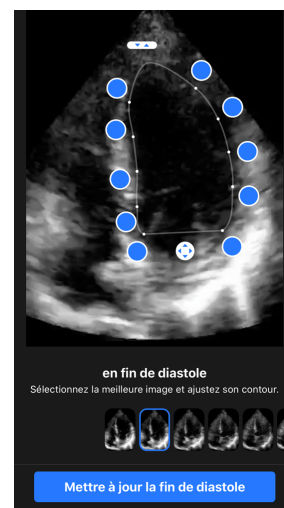 en fin de diastole
Sélectionnez la meilleure image et ajustez son contour.
Mettre à jour la fin de diastole